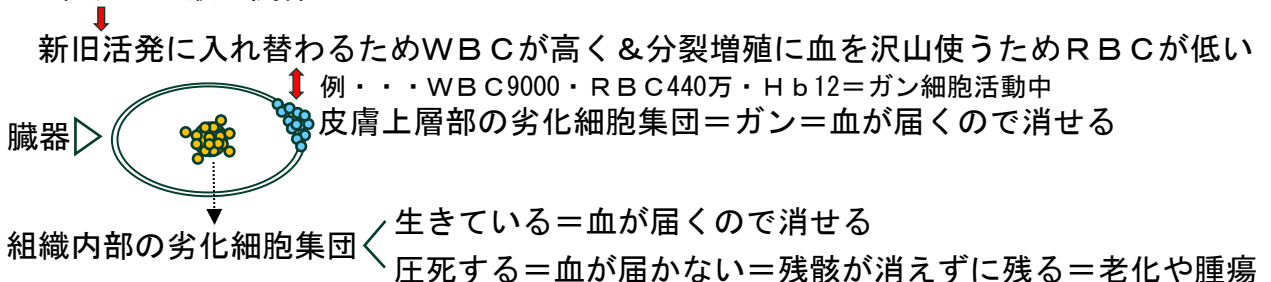 新旧活発に入れ替わるためＷＢＣが高く＆分裂増殖に血を沢山使うためＲＢＣが低い
例・・・ＷＢＣ9000・ＲＢＣ440万・Ｈｂ12＝ガン細胞活動中
皮膚上層部の劣化細胞集団＝ガン＝血が届くので消せる
臓器
生きている＝血が届くので消せる
組織内部の劣化細胞集団
圧死する＝血が届かない＝残骸が消えずに残る＝老化や腫瘍